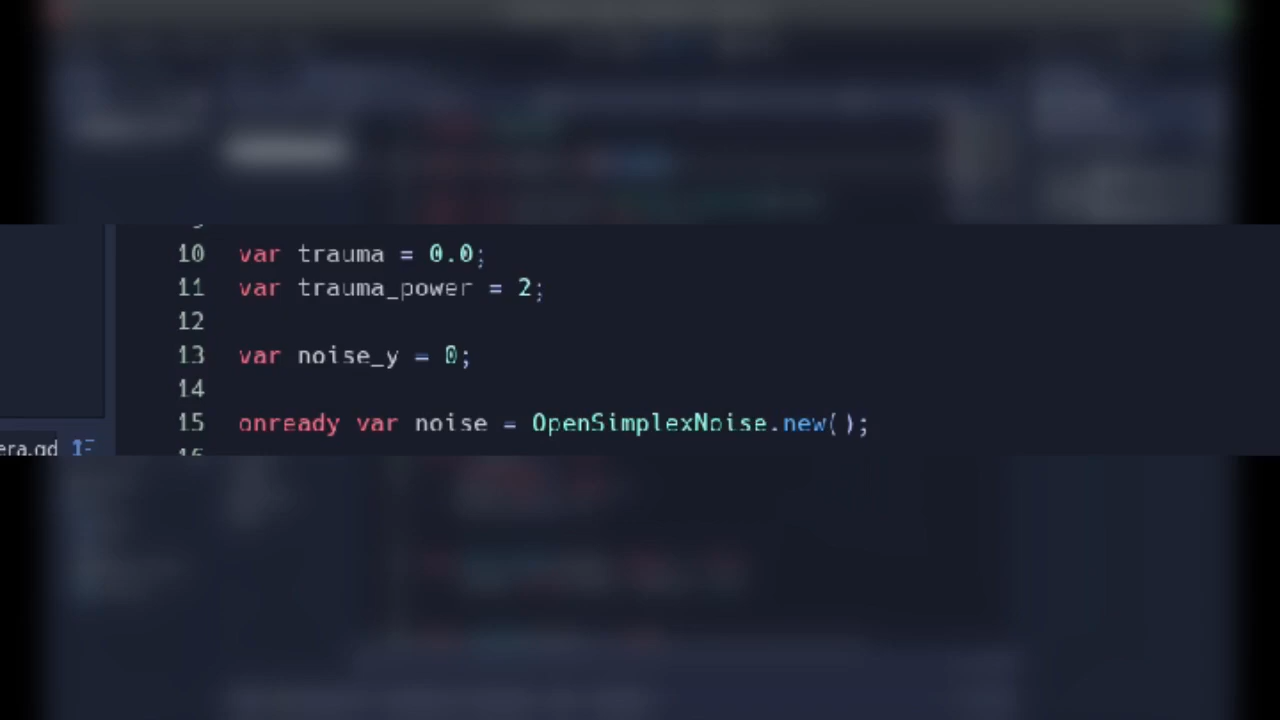 10 var trauma = 0.0;
11 var trauma_power = 2;
12
13 var noise_y = 0;
14
15 onready var noise = OpenSimplexNoise.new();
era.gd